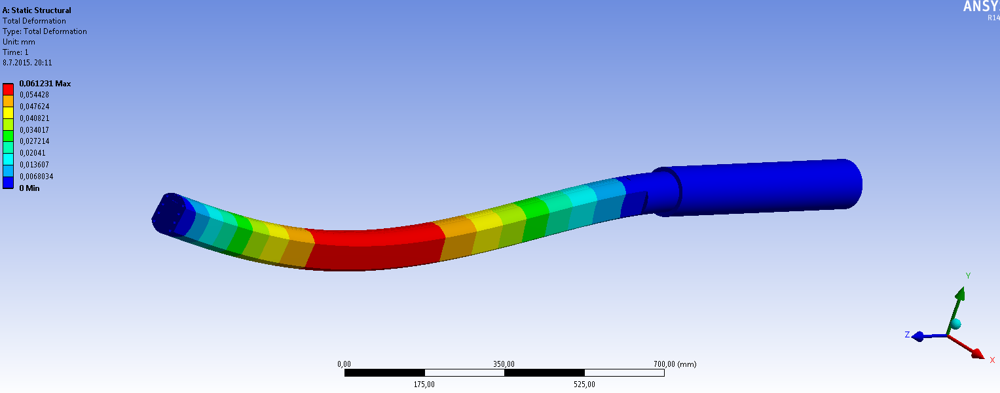 A: Static Structural
Total Deformation
Type: Total Deformation
Unit: mm
Time: 1
8.7.2015. 20:11
0,061231 Max
0,054428
0,047624
0,040821
0,034017
0,027214
0,02041
0,013607
0,0068034
0 Min
ANSYS
R14
Y
Z
X
0,00
350,00
700,00 (mm)
175,00
525,00